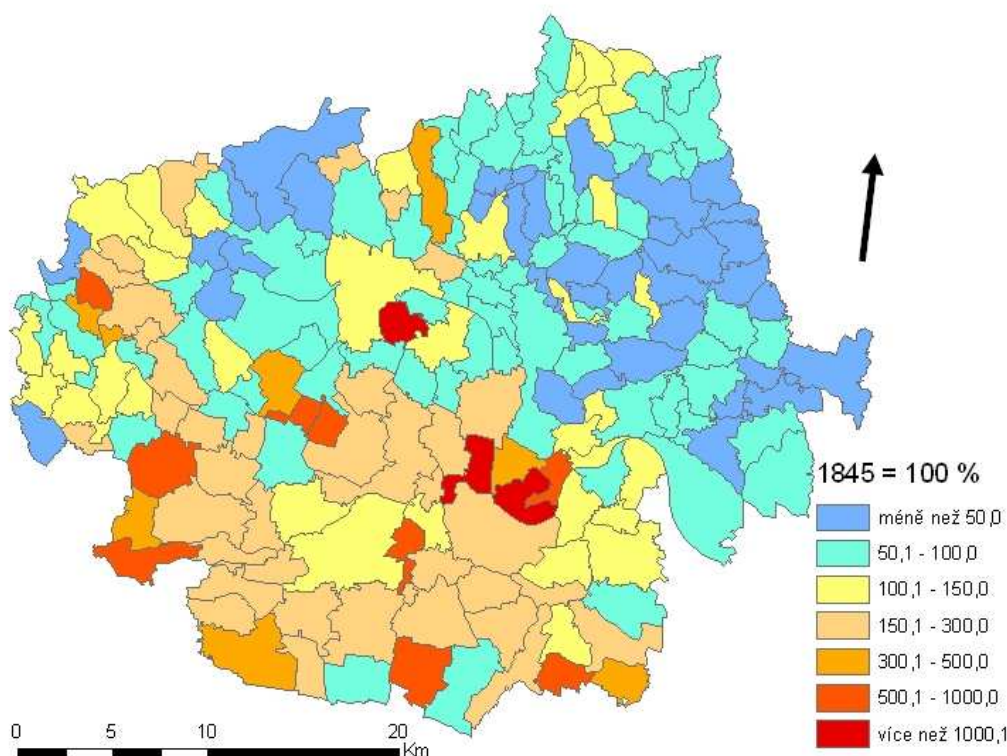 1845 = 100 %
méně než 50,0
50,1 - 100,0
100,1 - 150,0
150,1 - 300,0
300,1 - 500,0
500,1 - 1000,0
více než 1000,1
0 5 10 20
Km